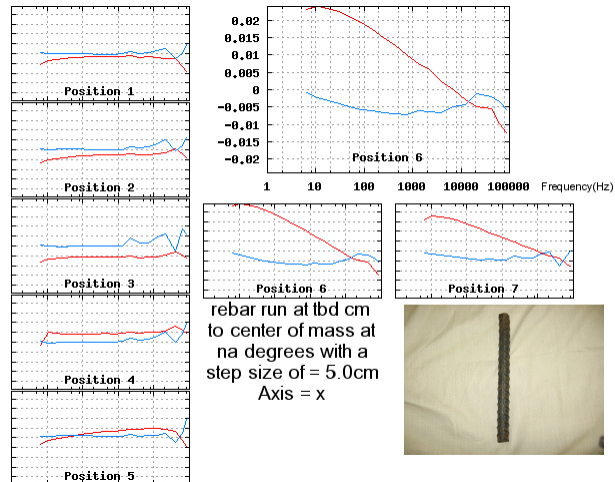 Position 1
Position 2
Position 3
Position 4
Position 5
0.02
0.015
0.01
0.005
0
-0.005
-0.01
-0.015
-0.02
Position 6
1 10 100 1000 10000 100000 Frequency(Hz)
Position 6
Position 7
rebar run at tbd cm
to center of mass at
na degrees with a
step size of = 5.0cm
Axis = x